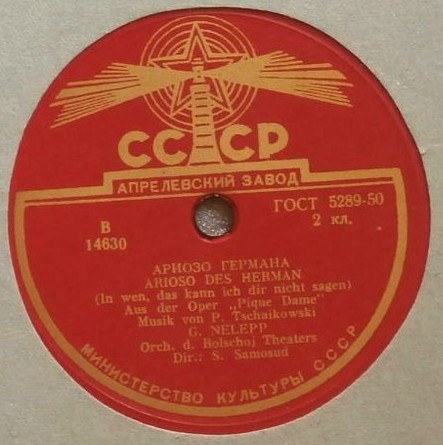 СССР
АПРЕЛЕВСКИЙ ЗАВОД
В
14630
ГОСТ 5289-50
2 кл.
АРИОЗО ГЕРМАНА
ARIOSO DES HERMAN
(In wen, das kann ich dir nicht sagen)
Aus der Oper „Pique Dame"
Musik von P. Tschaikowski
G. NELEPP
Orch. d. Bolschoj Theaters
Dir.: S. Samosud
МИНИСТЕРСТВО КУЛЬТУРЫ СССР